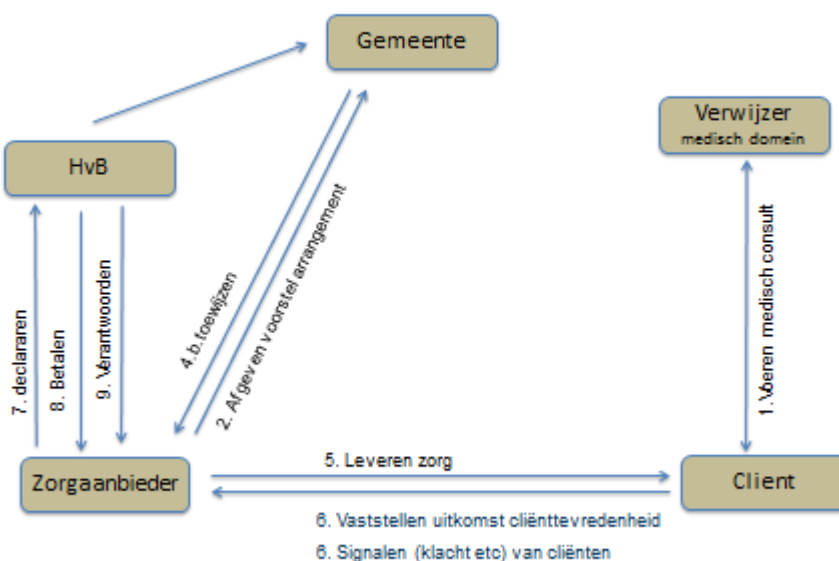 Gemeente
Verwijzer
medisch domein
HvB
7. declararen
8. Betalen
9. Verantwoorden
4.b.toewijzen
2. Afgeven voorstel arrangement
1.Voeren medisch consult
Zorgaanbieder
5. Leveren zorg
Client
6. Vaststellen uitkomst cliënttevredenheid
6. Signalen (klacht etc) van cliënten